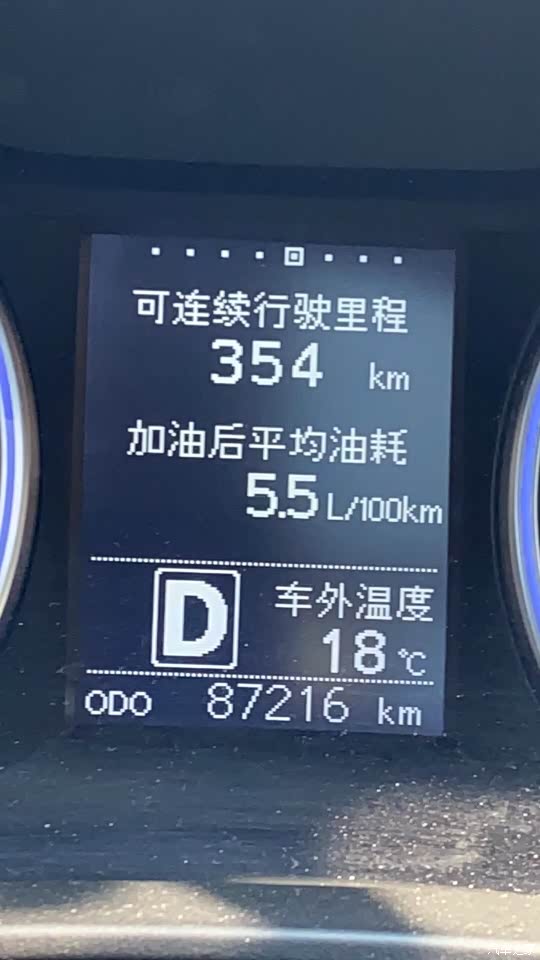 可连续行驶里程
354 km
加油后平均油耗
5.5 L/100km
D
车外温度
18 ℃
ODO 87216 km